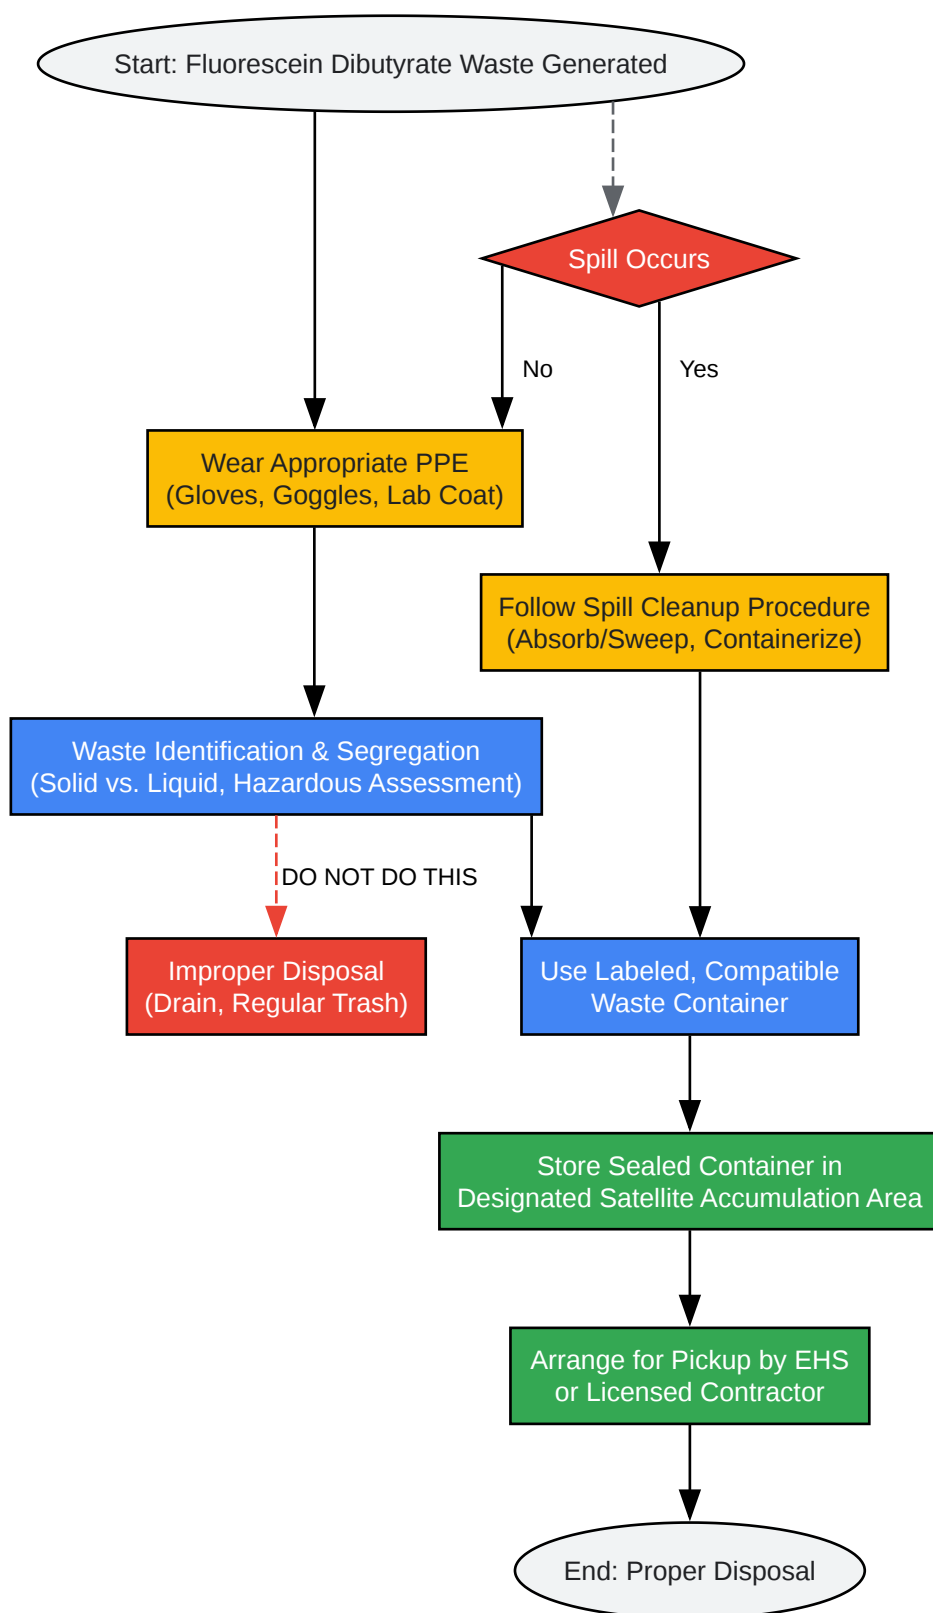 Start: Fluorescein Dibutyrate Waste Generated
Spill Occurs
No
Yes
Wear Appropriate PPE
(Gloves, Goggles, Lab Coat)
Follow Spill Cleanup Procedure
(Absorb/Sweep, Containerize)
Waste Identification & Segregation
(Solid vs. Liquid, Hazardous Assessment)
DO NOT DO THIS
Improper Disposal
(Drain, Regular Trash)
Use Labeled, Compatible
Waste Container
Store Sealed Container in
Designated Satellite Accumulation Area
Arrange for Pickup by EHS
or Licensed Contractor
End: Proper Disposal